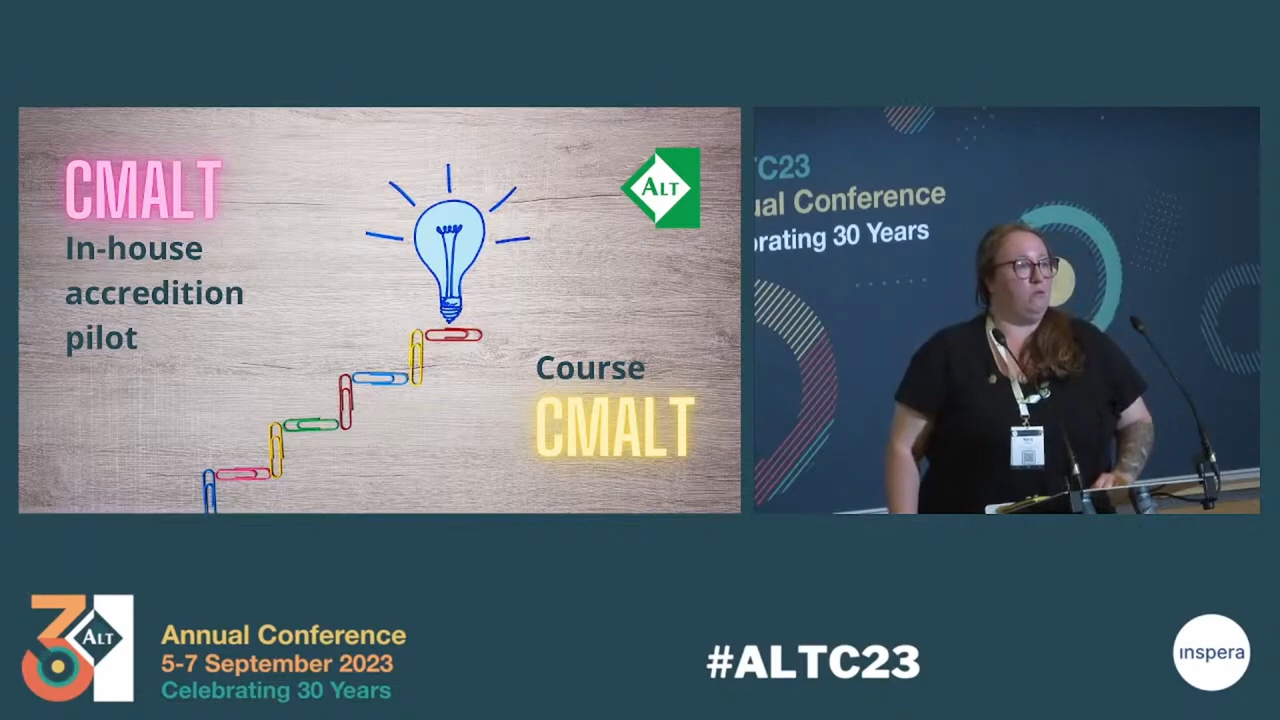 CMALT
In-house
accredition
pilot
ALT
Course
CMALT
TC23
ual Conference
brating 30 Years
ALT
Annual Conference
5-7 September 2023
Celebrating 30 Years
#ALTC23
inspera